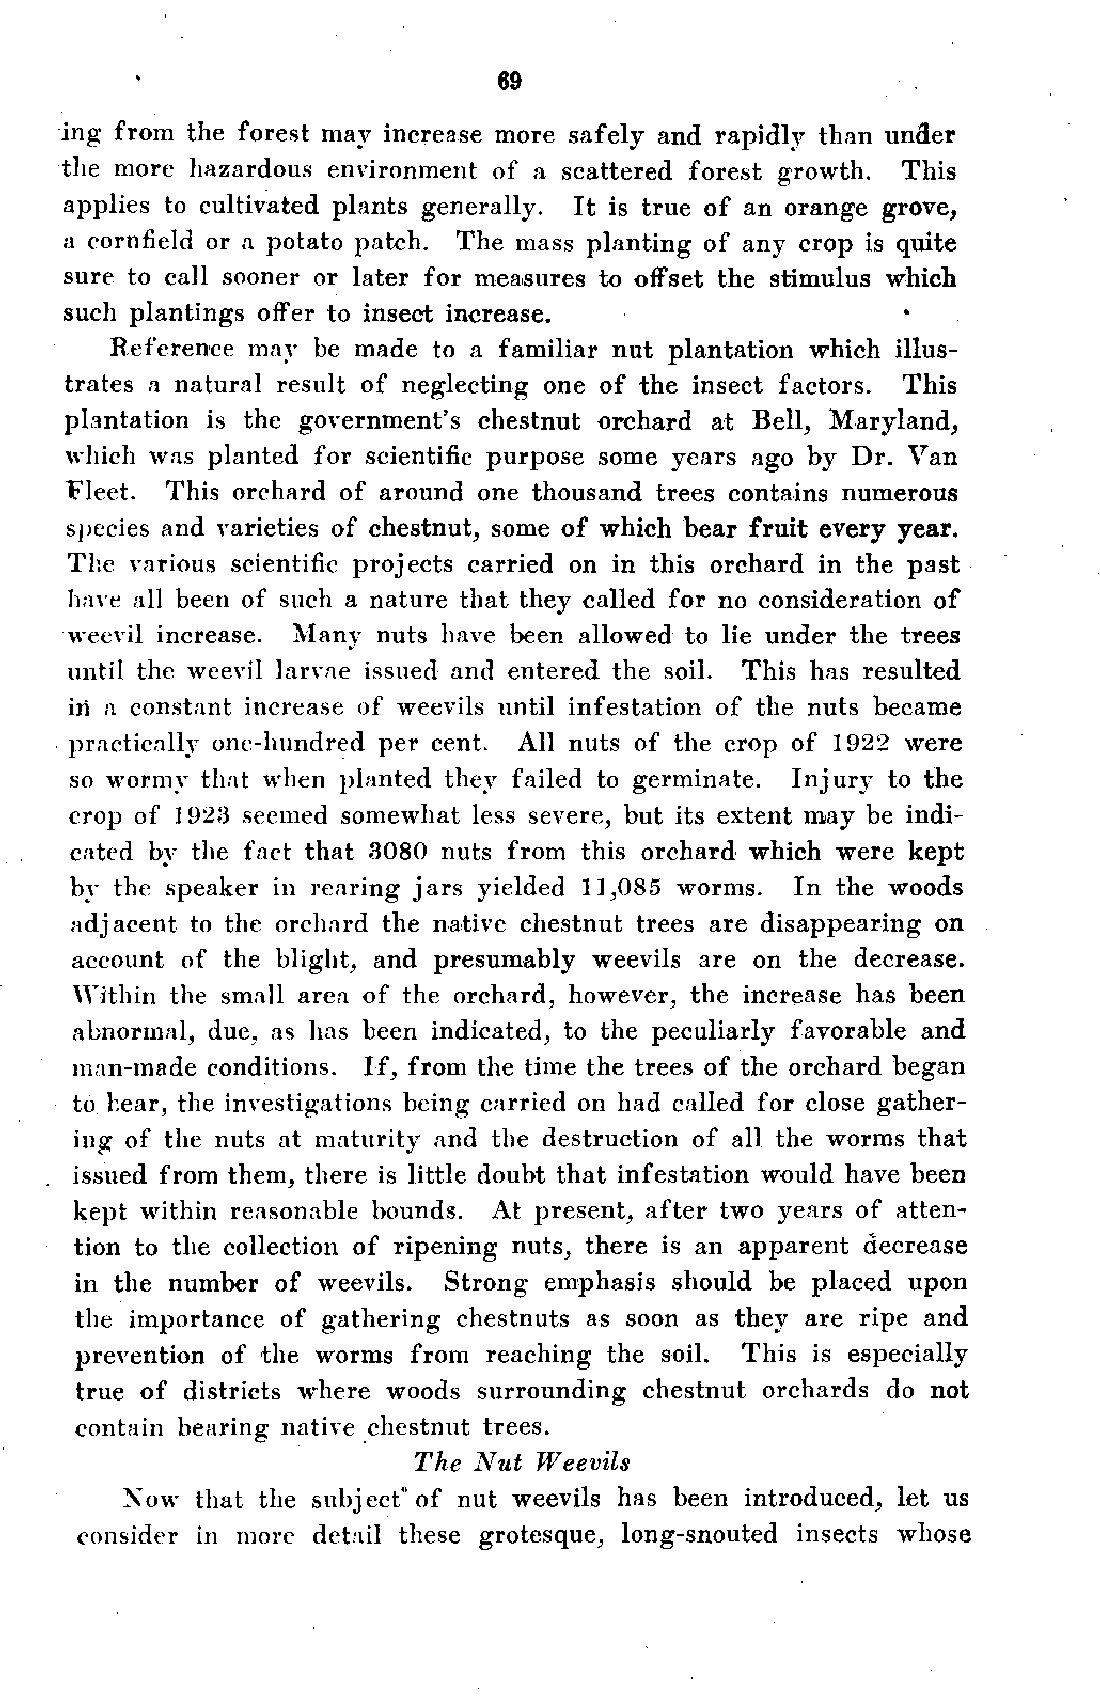 69
ing from the forest may increase more safely and rapidly than under
the more hazardous environment of a scattered forest growth. This
applies to cultivated plants generally. It is true of an orange grove,
a cornfield or a potato patch. The mass planting of any crop is quite
sure to call sooner or later for measures to offset the stimulus which
such plantings offer to insect increase.
Reference may be made to a familiar nut plantation which illus-
trates a natural result of neglecting one of the insect factors. This
plantation is the government's chestnut orchard at Bell, Maryland,
which was planted for scientific purpose some years ago by Dr. Van
Fleet. This orchard of around one thousand trees contains numerous
species and varieties of chestnut, some of which bear fruit every year.
The various scientific projects carried on in this orchard in the past
have all been of such a nature that they called for no consideration of
weevil increase. Many nuts have been allowed to lie under the trees
until the weevil larvae issued and entered the soil. This has resulted
in a constant increase of weevils until infestation of the nuts became
practically one-hundred per cent. All nuts of the crop of 1922 were
so wormy that when planted they failed to germinate. Injury to the
crop of 1923 seemed somewhat less severe, but its extent may be indi-
cated by the fact that 3080 nuts from this orchard which were kept
by the speaker in rearing jars yielded 11,085 worms. In the woods
adjacent to the orchard the native chestnut trees are disappearing on
account of the blight, and presumably weevils are on the decrease.
Within the small area of the orchard, however, the increase has been
abnormal, due, as has been indicated, to the peculiarly favorable and
man-made conditions. If, from the time the trees of the orchard began
to bear, the investigations being carried on had called for close gather-
ing of the nuts at maturity and the destruction of all the worms that
issued from them, there is little doubt that infestation would have been
kept within reasonable bounds. At present, after two years of atten-
tion to the collection of ripening nuts, there is an apparent decrease
in the number of weevils. Strong emphasis should be placed upon
the importance of gathering chestnuts as soon as they are ripe and
prevention of the worms from reaching the soil. This is especially
true of districts where woods surrounding chestnut orchards do not
contain bearing native chestnut trees.
The Nut Weevils
Now that the subject of nut weevils has been introduced, let us
consider in more detail these grotesque, long-snouted insects whose